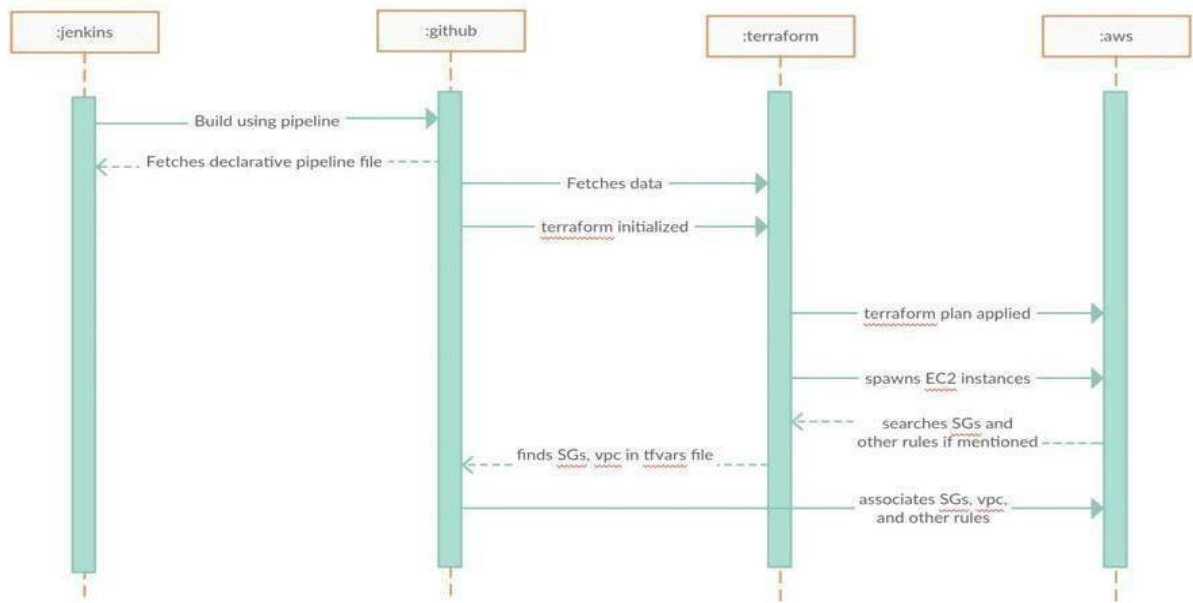 :jenkins
:github
:terraform
:aws
Build using pipeline
Fetches declarative pipeline file
Fetches data
terraform initialized
terraform plan applied
spawns EC2 instances
searches SGs and
other rules if mentioned
finds SGs, vpc in tfvars file
associates SGs, vpc,
and other rules